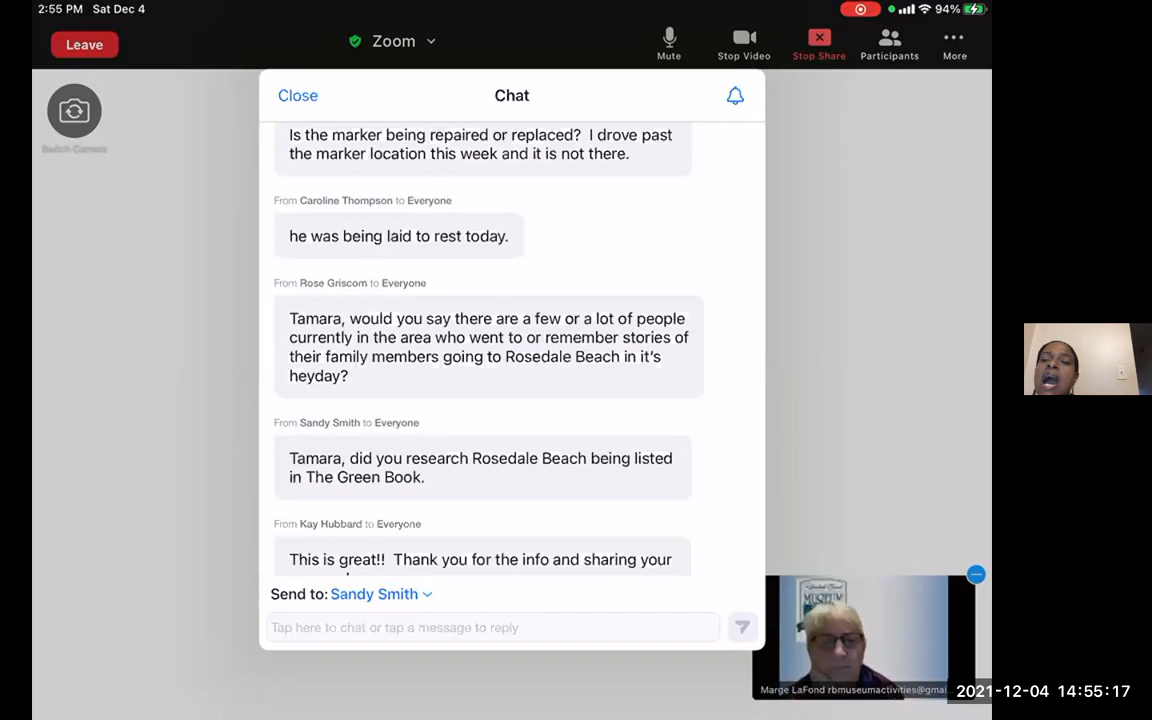 2:55 PM Sat Dec 4
94%
Leave
Zoom
Mute
Stop Video
Stop Share
Participants
More
Switch Camera
Close
Chat
Is the marker being repaired or replaced? I drove past
the marker location this week and it is not there.
From Caroline Thompson to Everyone
he was being laid to rest today.
From Rose Griscom to Everyone
Tamara, would you say there are a few or a lot of people
currently in the area who went to or remember stories of
their family members going to Rosedale Beach in it's
heyday?
From Sandy Smith to Everyone
Tamara, did you research Rosedale Beach being listed
in The Green Book.
From Kay Hubbard to Everyone
This is great!! Thank you for the info and sharing your
Send to: Sandy Smith
Tap here to chat or tap a message to reply
MUSEUM
Marge LaFond rbmuseumactivities@gmai
2021-12-04 14:55:17